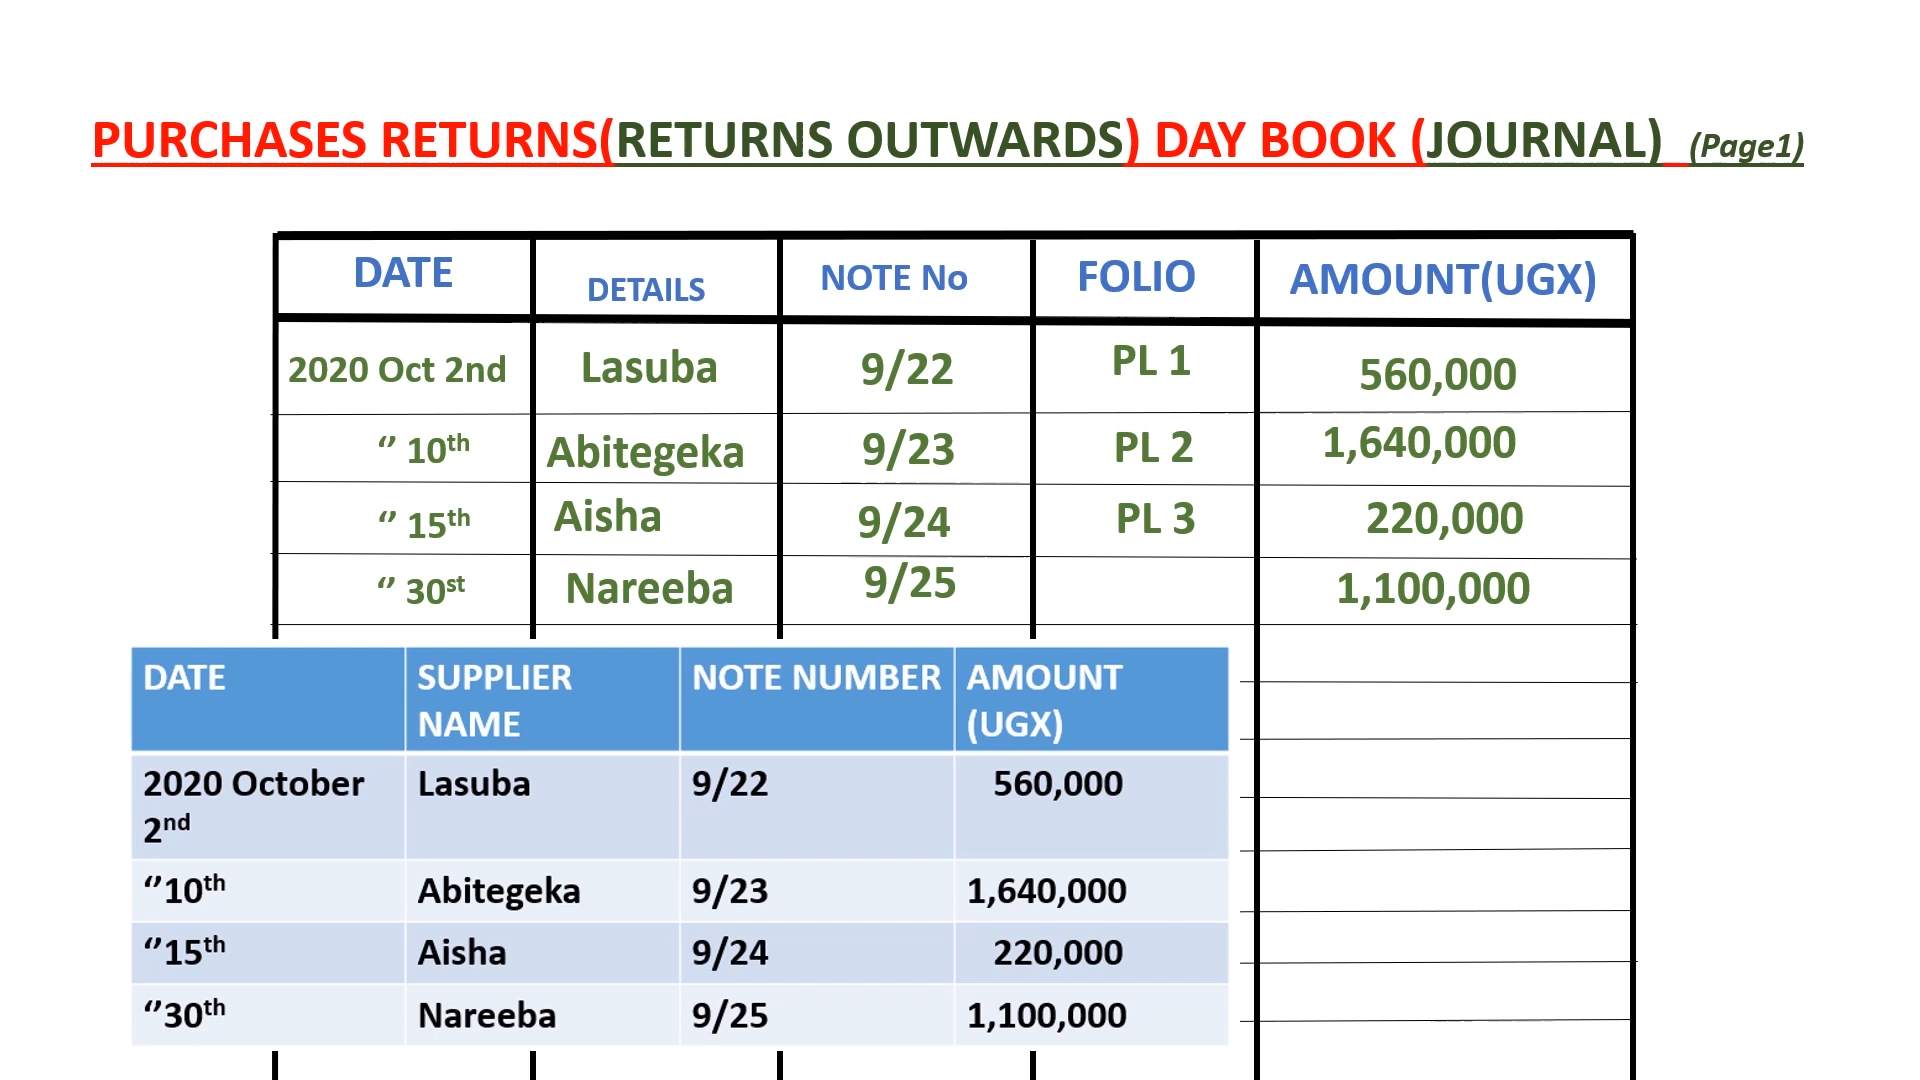 PURCHASES RETURNS(RETURNS OUTWARDS) DAY BOOK (JOURNAL) (Page1)
DATE DETAILS NOTE No FOLIO AMOUNT(UGX)
2020 Oct 2nd Lasuba 9/22 PL 1 560,000
‘’ 10th Abitegeka 9/23 PL 2 1,640,000
‘’ 15th Aisha 9/24 PL 3 220,000
‘’ 30st Nareeba 9/25 1,100,000
DATE SUPPLIER NAME NOTE NUMBER AMOUNT (UGX)
2020 October 2nd Lasuba 9/22 560,000
‘’10th Abitegeka 9/23 1,640,000
‘’15th Aisha 9/24 220,000
‘’30th Nareeba 9/25 1,100,000